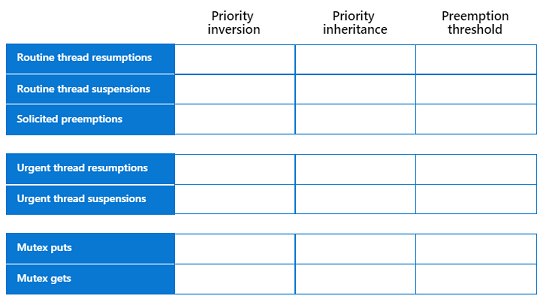 Priority inversion
Priority inheritance
Preemption threshold
Routine thread resumptions
Routine thread suspensions
Solicited preemptions
Urgent thread resumptions
Urgent thread suspensions
Mutex puts
Mutex gets